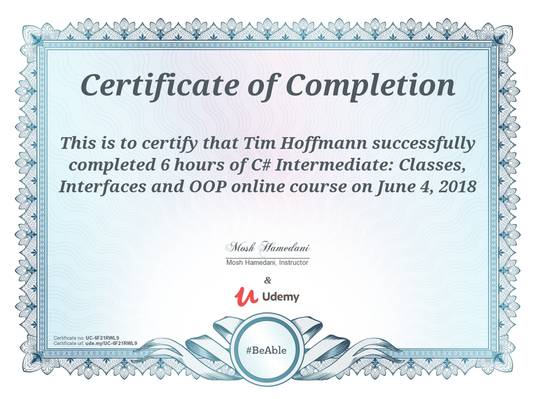 Certificate of Completion
This is to certify that Tim Hoffmann successfully
completed 6 hours of C# Intermediate: Classes,
Interfaces and OOP online course on June 4, 2018
Mosh Hamedani
Mosh Hamedani, Instructor
&
Udemy
Certificate no: UC-6F21RWL9
Certificate url: ude.my/UC-6F21RWL9
#BeAble